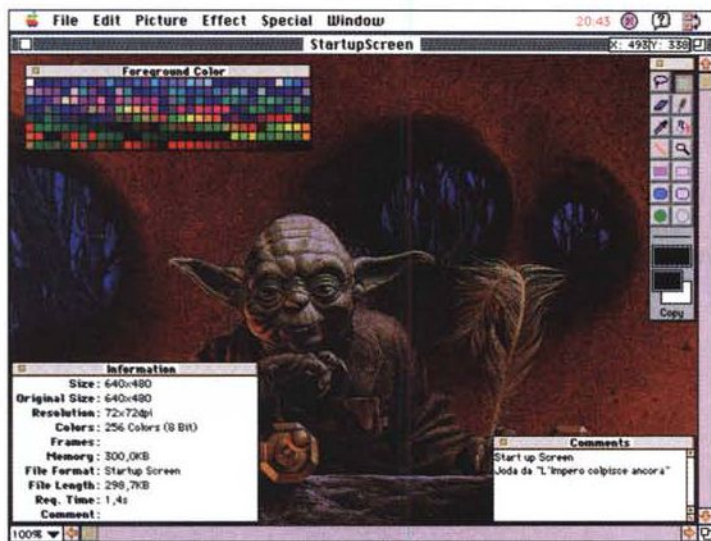 File Edit Picture Effect Special Window 20:43
StartupScreen X: 493 Y: 338
Foreground Color
Copy
Information
Size: 640x480
Original Size: 640x480
Resolution: 72x72dpi
Colors: 256 Colors (8 Bit)
Frames:
Memory: 300,0KB
File Format: Startup Screen
File Length: 298,7KB
Req. Time: 1,4s
Comment:
Comments
Start up Screen
Joda da "L'Impero colpisce ancora"
100%